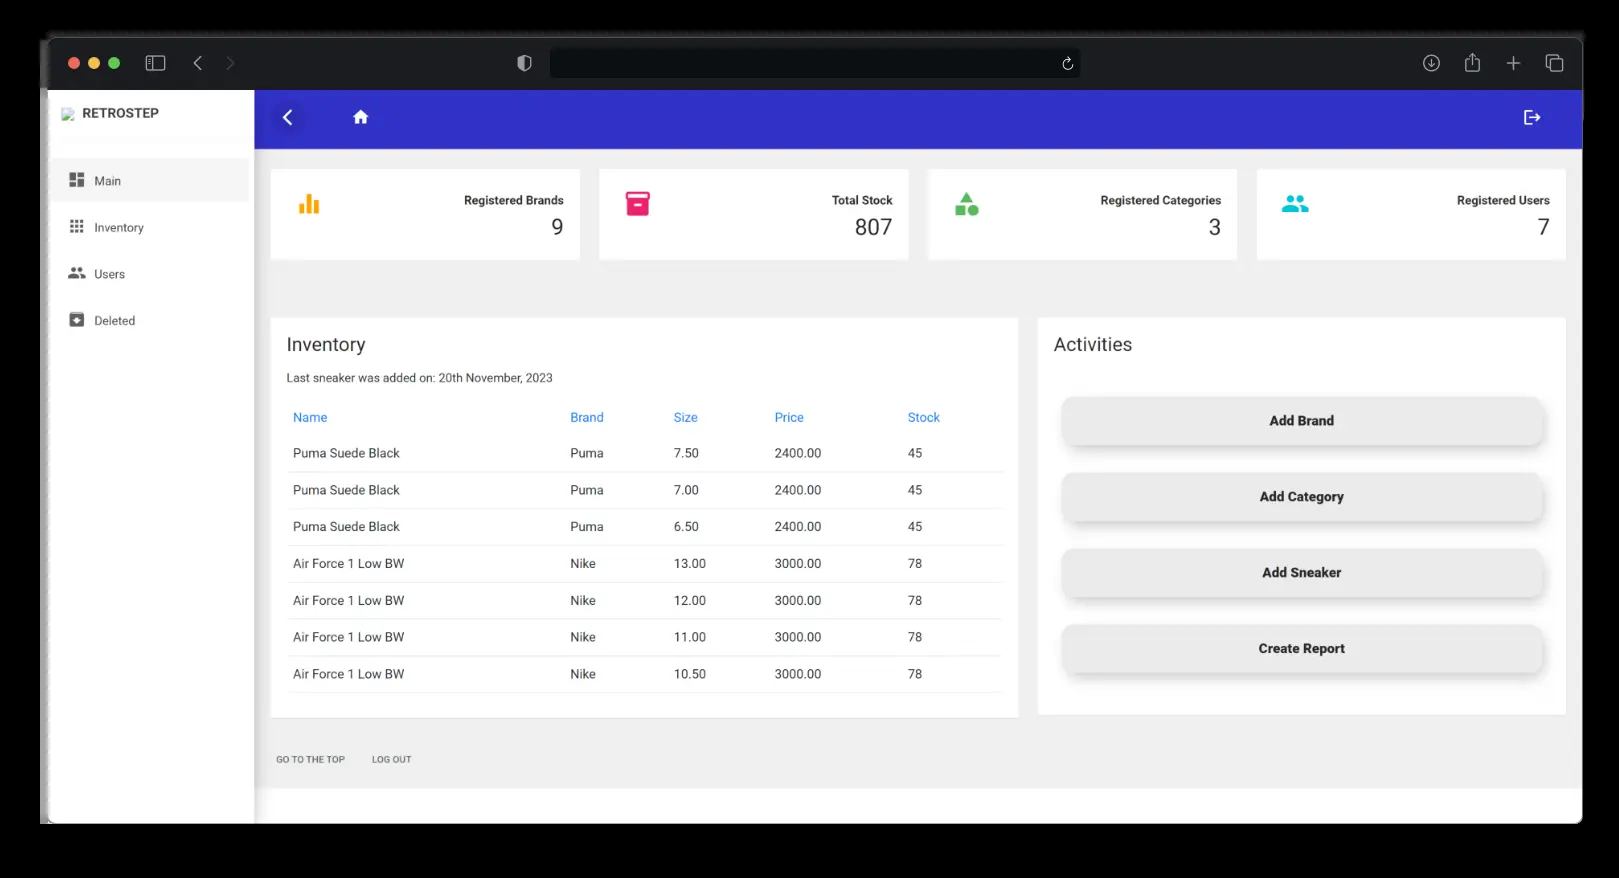 RETROSTEP
Main
Inventory
Users
Deleted
Registered Brands
9
Total Stock
807
Registered Categories
3
Registered Users
7
Inventory
Last sneaker was added on: 20th November, 2023
Name Brand Size Price Stock
Puma Suede Black Puma 7.50 2400.00 45
Puma Suede Black Puma 7.00 2400.00 45
Puma Suede Black Puma 6.50 2400.00 45
Air Force 1 Low BW Nike 13.00 3000.00 78
Air Force 1 Low BW Nike 12.00 3000.00 78
Air Force 1 Low BW Nike 11.00 3000.00 78
Air Force 1 Low BW Nike 10.50 3000.00 78
Activities
Add Brand
Add Category
Add Sneaker
Create Report
GO TO THE TOP LOG OUT